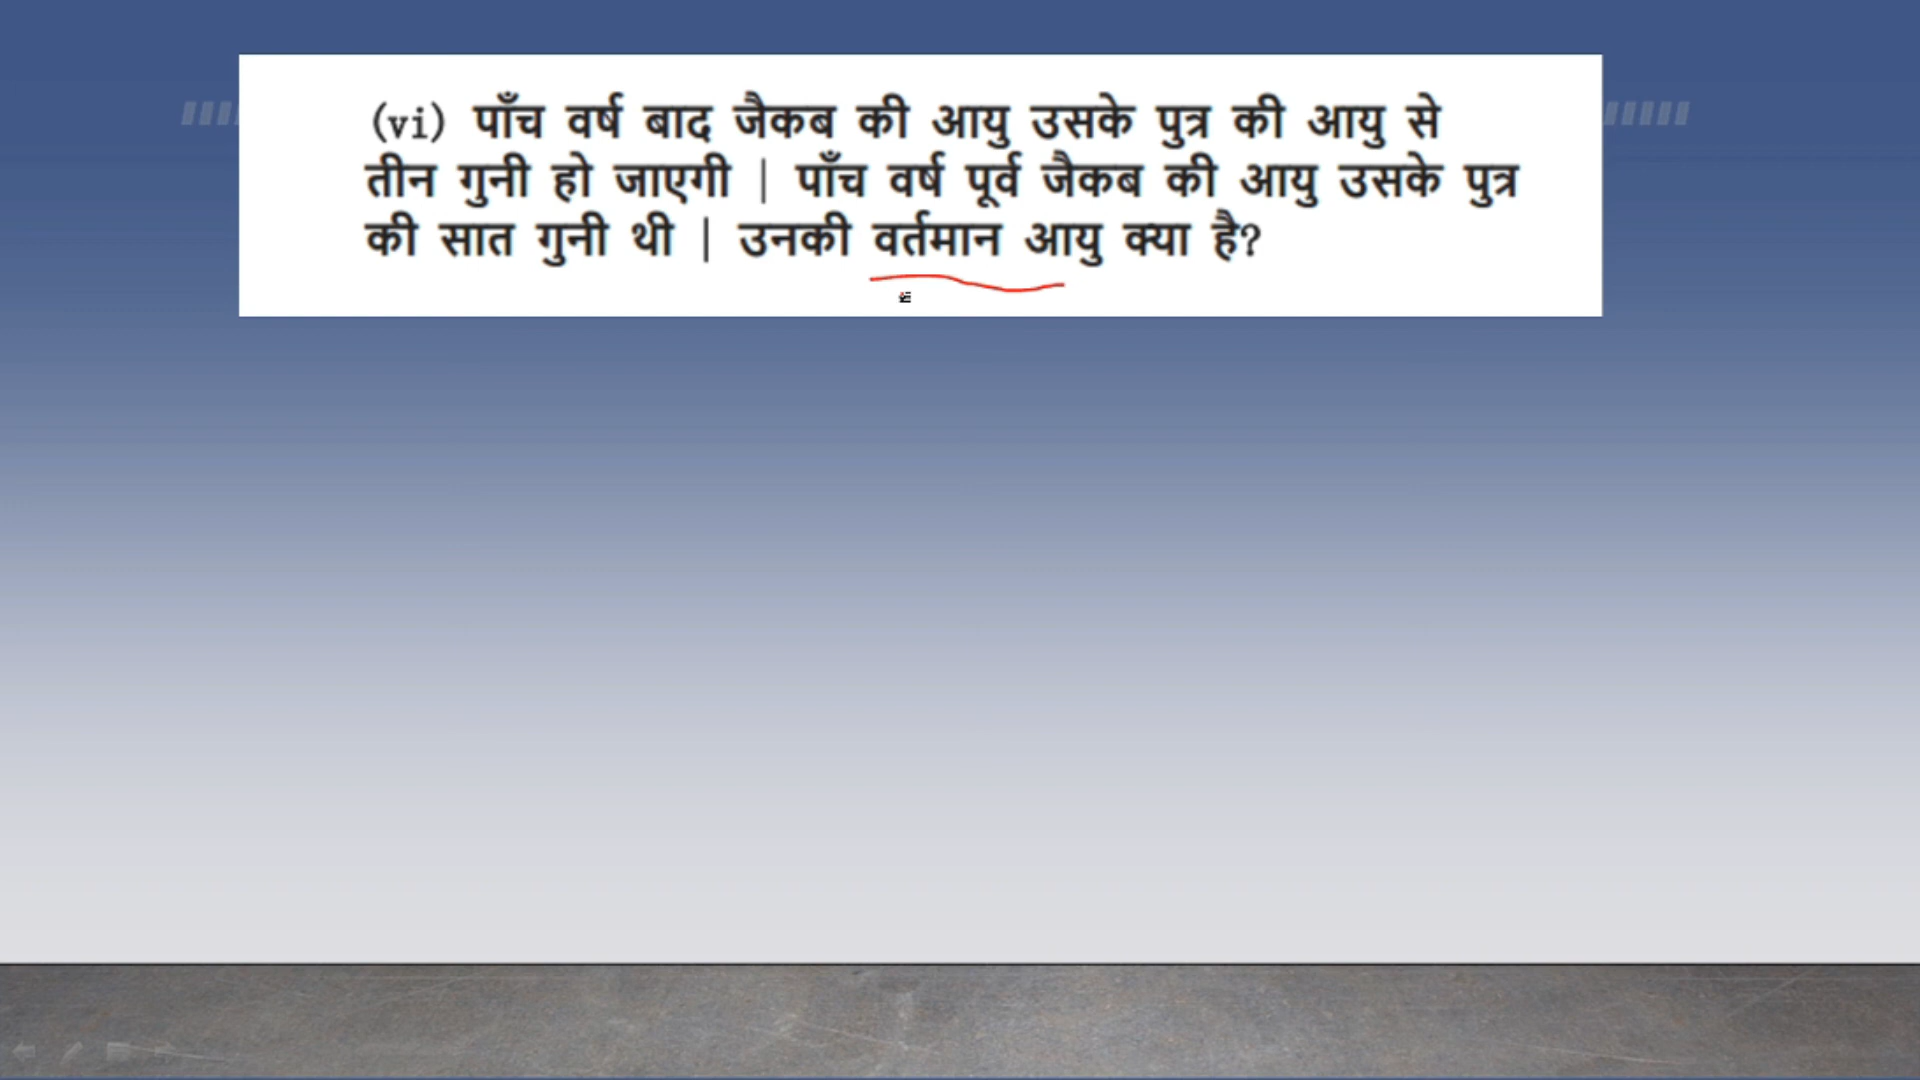 (vi) पाँच वर्ष बाद जैकब की आयु उसके पुत्र की आयु से
तीन गुनी हो जाएगी | पाँच वर्ष पूर्व जैकब की आयु उसके पुत्र
की सात गुनी थी | उनकी वर्तमान आयु क्या है?